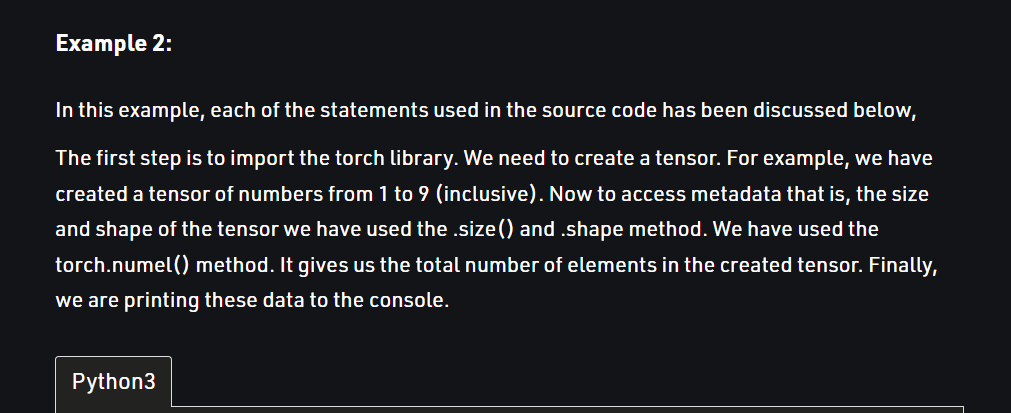 Example 2:
In this example, each of the statements used in the source code has been discussed below,
The first step is to import the torch library. We need to create a tensor. For example, we have
created a tensor of numbers from 1 to 9 (inclusive). Now to access metadata that is, the size
and shape of the tensor we have used the .size() and .shape method. We have used the
torch.numel() method. It gives us the total number of elements in the created tensor. Finally,
we are printing these data to the console.
Python3